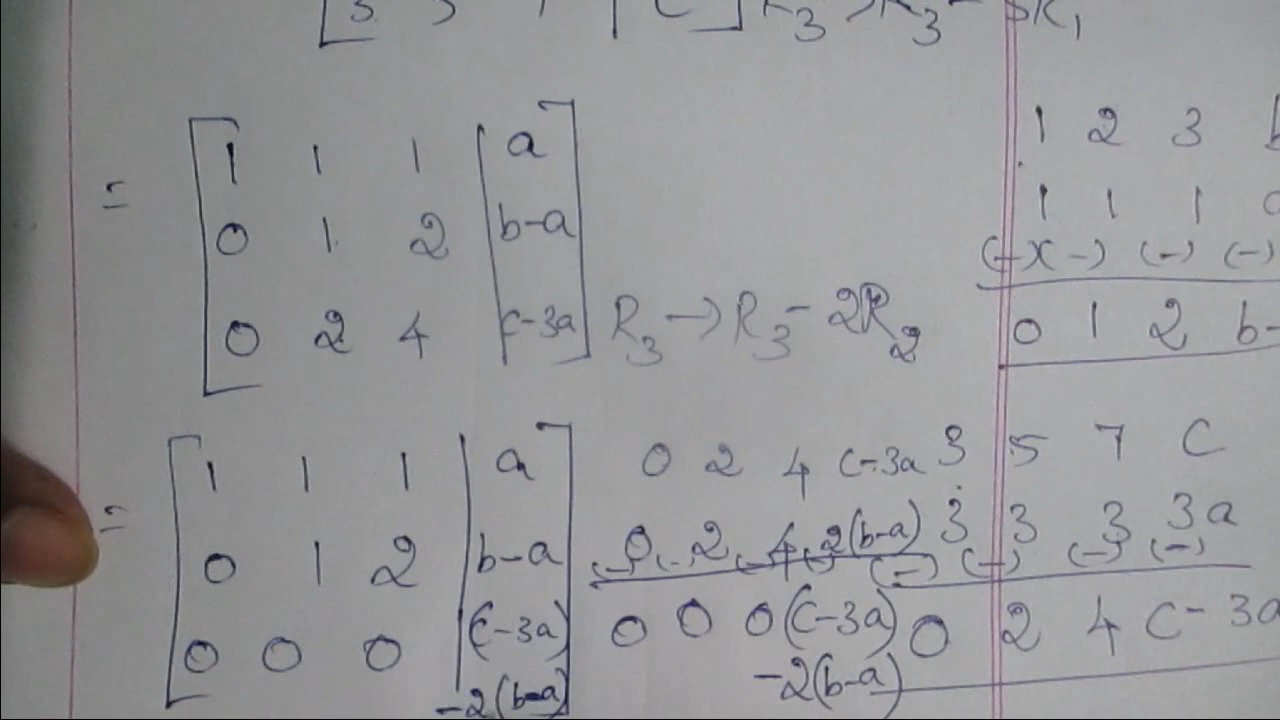 3 5 7 | C ] R3 → R3 - 3R1
= [ 1 1 1 | a ]
0 1 2 | b-a
0 2 4 | c-3a ] R3 → R3 - 2R2
1 2 3
1 1 1
(-) (-) (-) (-)
0 1 2 b-
= [ 1 1 1 | a ]
0 1 2 | b-a
0 0 0 | (c-3a)
-2(b-a)
0 2 4 c-3a
0 2 4 2(b-a)
(-) (-) (-) (-)
0 0 0 (c-3a)
-2(b-a)
3 5 7 C
3 3 3 3a
(-) (-) (-) (-)
0 2 4 C-3a